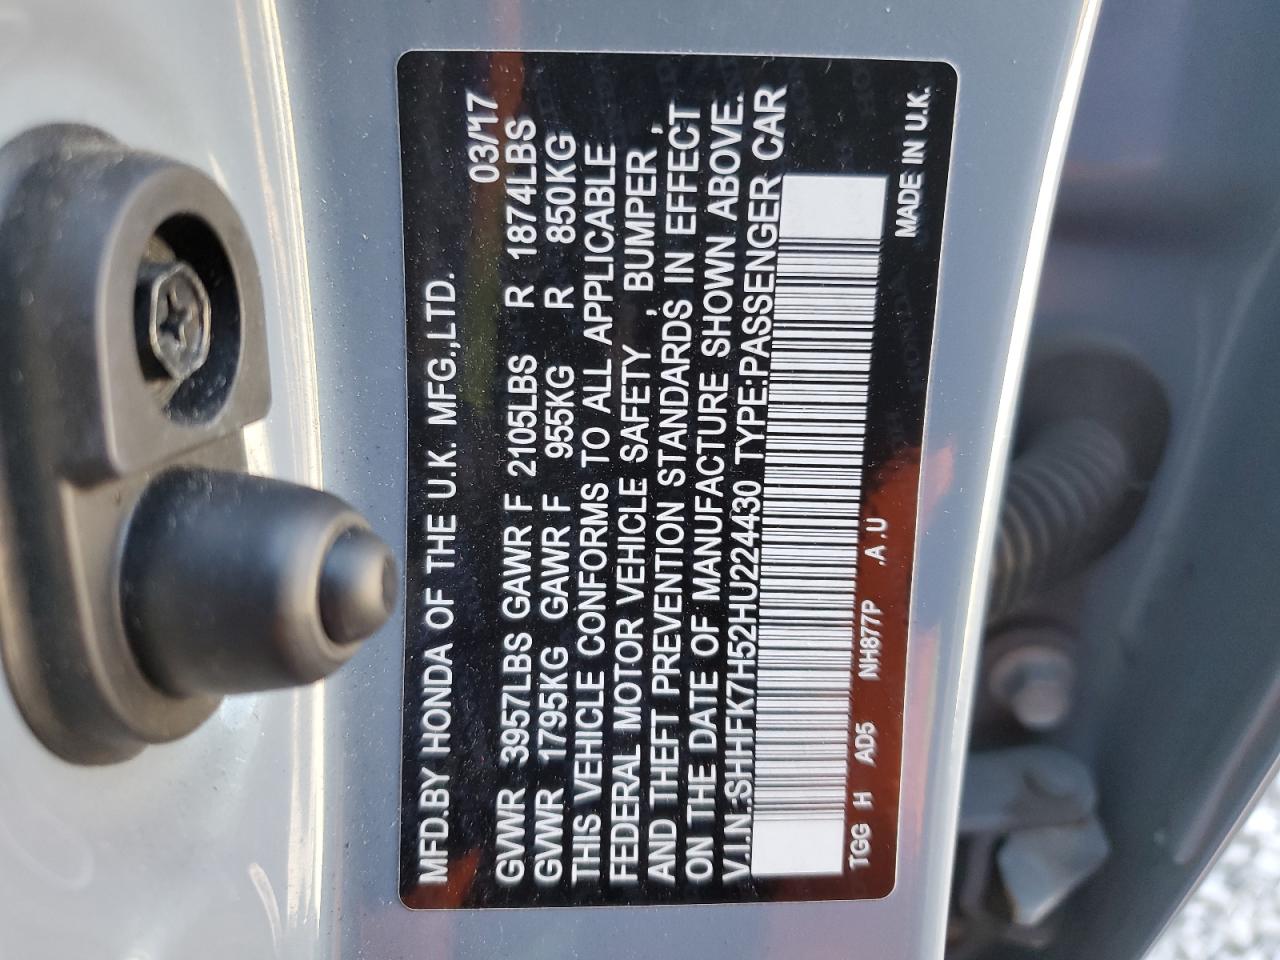 MFD.BY HONDA OF THE U.K. MFG.,LTD. 03/17
GVWR 3957LBS GAWR F 2105LBS R 1874LBS
GVWR 1795KG GAWR F 955KG R 850KG
THIS VEHICLE CONFORMS TO ALL APPLICABLE
FEDERAL MOTOR VEHICLE SAFETY , BUMPER ,
AND THEFT PREVENTION STANDARDS IN EFFECT
ON THE DATE OF MANUFACTURE SHOWN ABOVE.
V.I.N.:SHHFK7H52HU224430 TYPE:PASSENGER CAR
TGG H AD5 NH877P .A.U
MADE IN U.K.